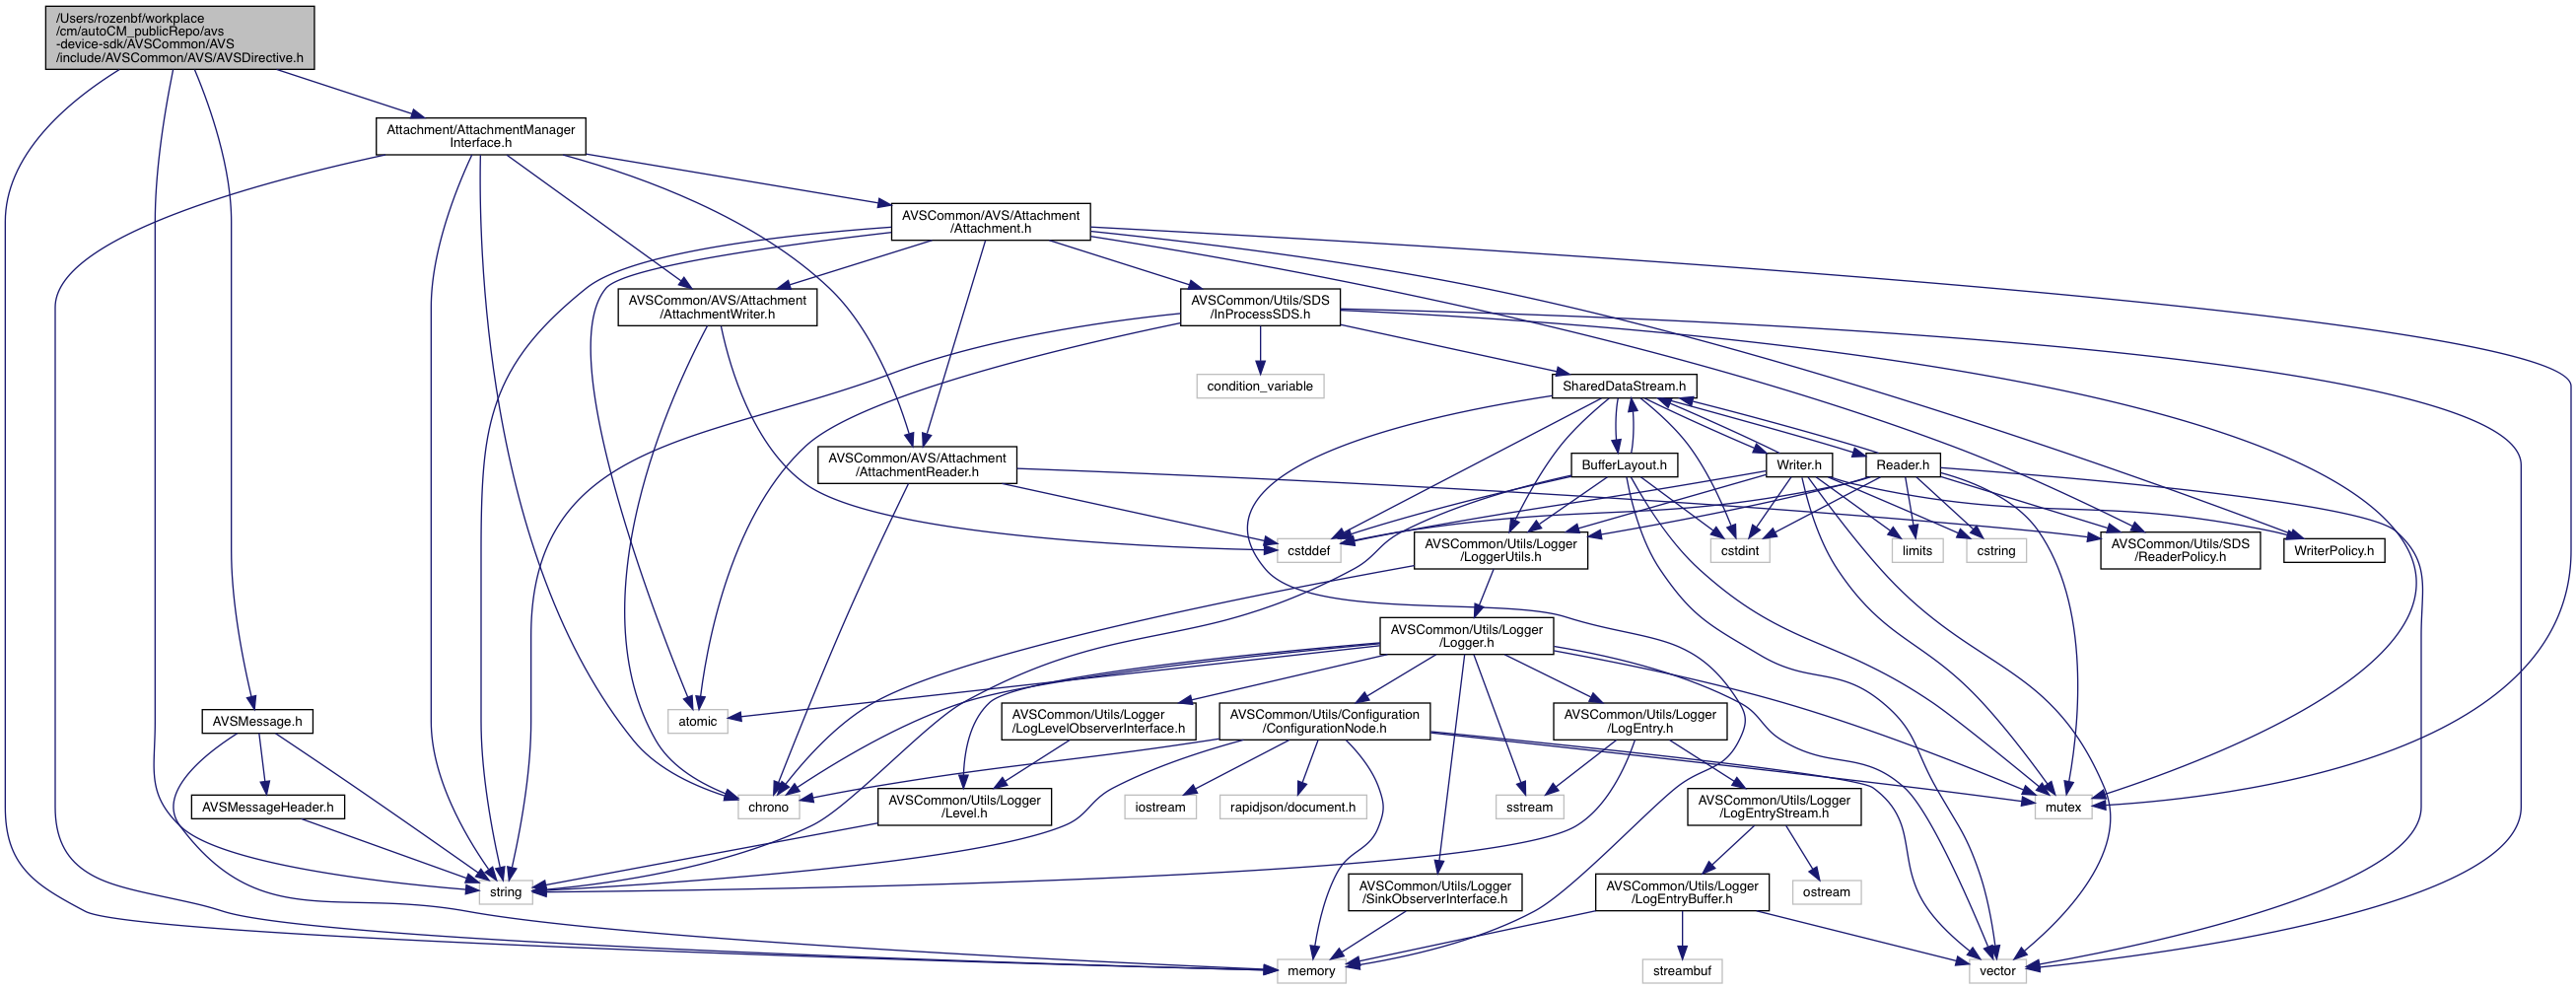 /Users/rozenbf/workplace
/cm/autoCM_publicRepo/avs
-device-sdk/AVSCommon/AVS
/include/AVSCommon/AVS/AVSDirective.h
Attachment/AttachmentManager
Interface.h
AVSCommon/AVS/Attachment
/Attachment.h
AVSCommon/AVS/Attachment
/AttachmentWriter.h
AVSCommon/Utils/SDS
/InProcessSDS.h
condition_variable
SharedDataStream.h
AVSCommon/AVS/Attachment
/AttachmentReader.h
BufferLayout.h
Writer.h
Reader.h
cstddef
AVSCommon/Utils/Logger
/LoggerUtils.h
cstdint
limits
cstring
AVSCommon/Utils/SDS
/ReaderPolicy.h
WriterPolicy.h
AVSCommon/Utils/Logger
/Logger.h
AVSMessage.h
atomic
AVSCommon/Utils/Logger
/LogLevelObserverInterface.h
AVSCommon/Utils/Configuration
/ConfigurationNode.h
AVSCommon/Utils/Logger
/LogEntry.h
AVSMessageHeader.h
chrono
AVSCommon/Utils/Logger
/Level.h
iostream
rapidjson/document.h
sstream
AVSCommon/Utils/Logger
/LogEntryStream.h
mutex
string
AVSCommon/Utils/Logger
/SinkObserverInterface.h
AVSCommon/Utils/Logger
/LogEntryBuffer.h
ostream
memory
streambuf
vector